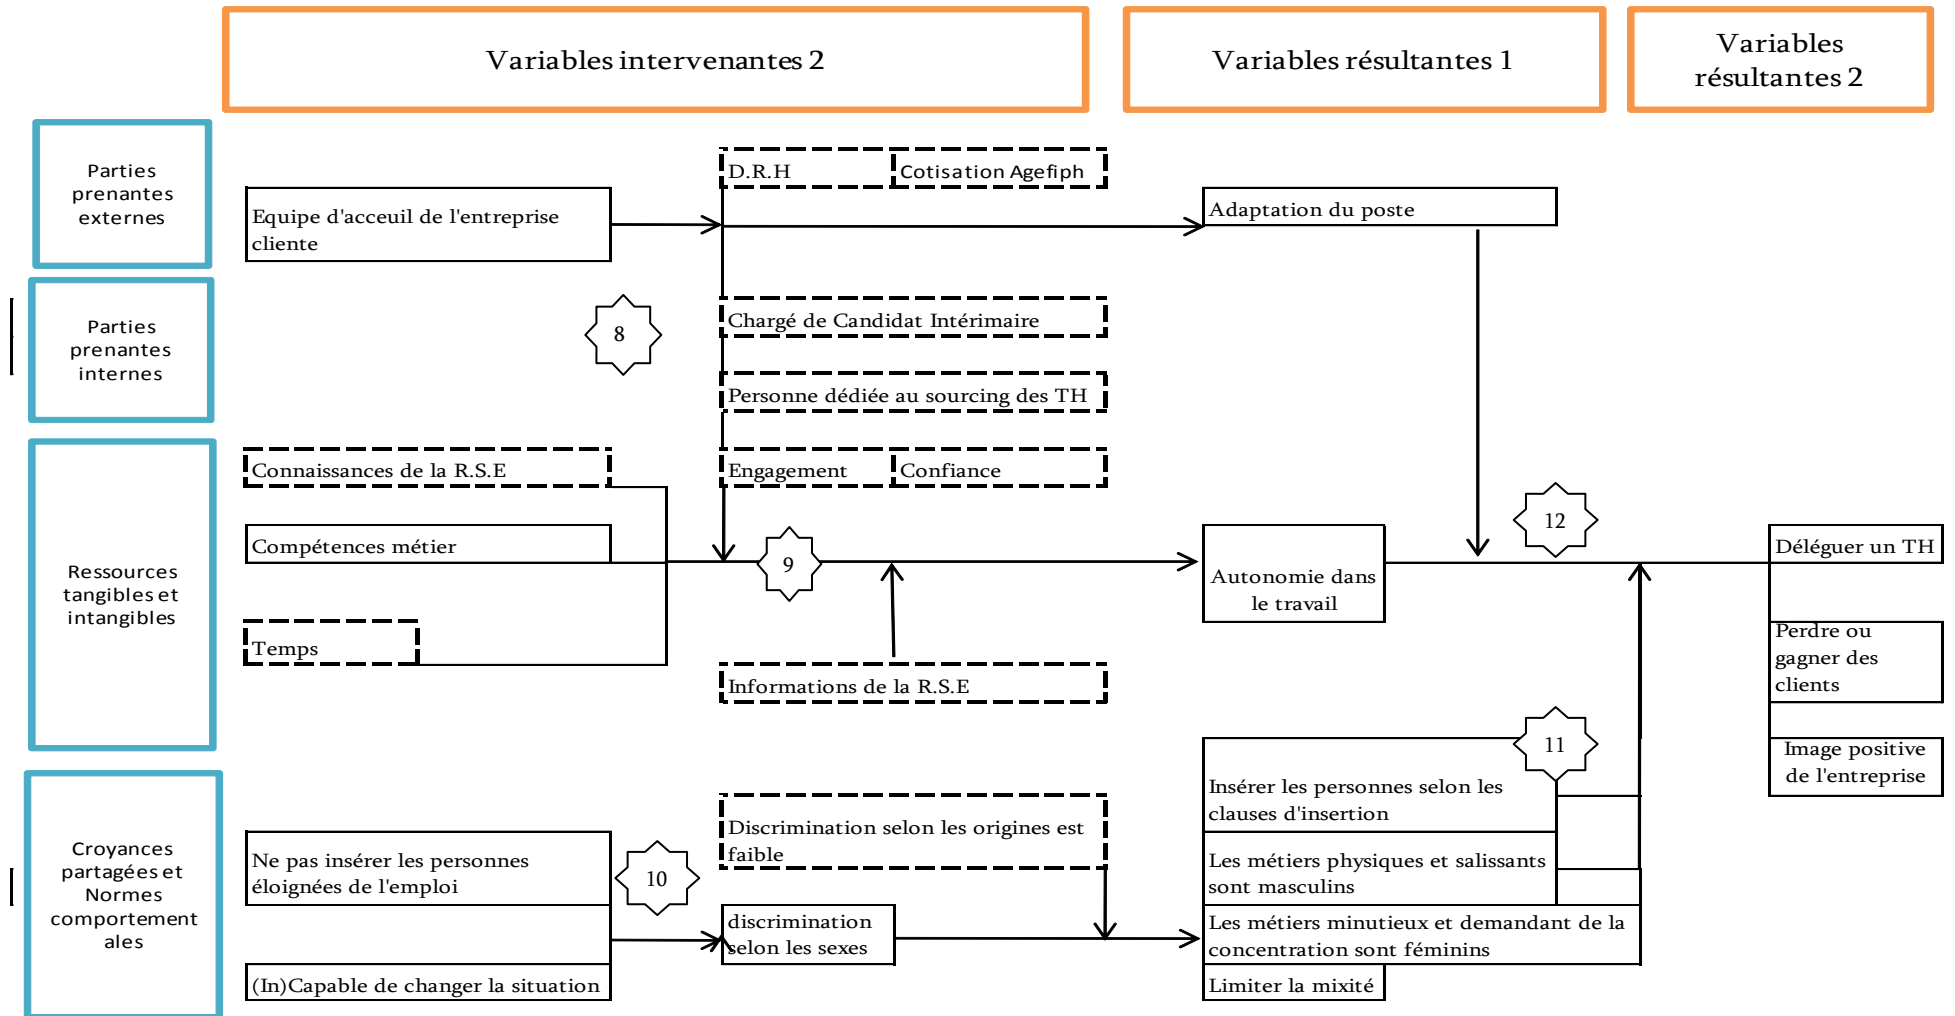 Variables intervenantes 2
Variables résultantes 1
Variables
résultantes 2
Parties
prenantes
externes
D.R.H
Cotisation Agefiph
Equipe d'acceuil de l'entreprise
cliente
Adaptation du poste
Parties
prenantes
internes
8
Chargé de Candidat Intérimaire
Personne dédiée au sourcing des TH
Ressources
tangibles et
intangibles
Connaissances de la R.S.E
Engagement
Confiance
Compétences métier
9
12
Autonomie dans
le travail
Déléguer un TH
Temps
Informations de la R.S.E
Perdre ou
gagner des
clients
11
Image positive
de l'entreprise
Croyances
partagées et
Normes
comportement
ales
Ne pas insérer les personnes
éloignées de l'emploi
10
Discrimination selon les origines est
faible
Insérer les personnes selon les
clauses d'insertion
Les métiers physiques et salissants
sont masculins
discrimination
selon les sexes
Les métiers minutieux et demandant de la
concentration sont féminins
(In)Capable de changer la situation
Limiter la mixité